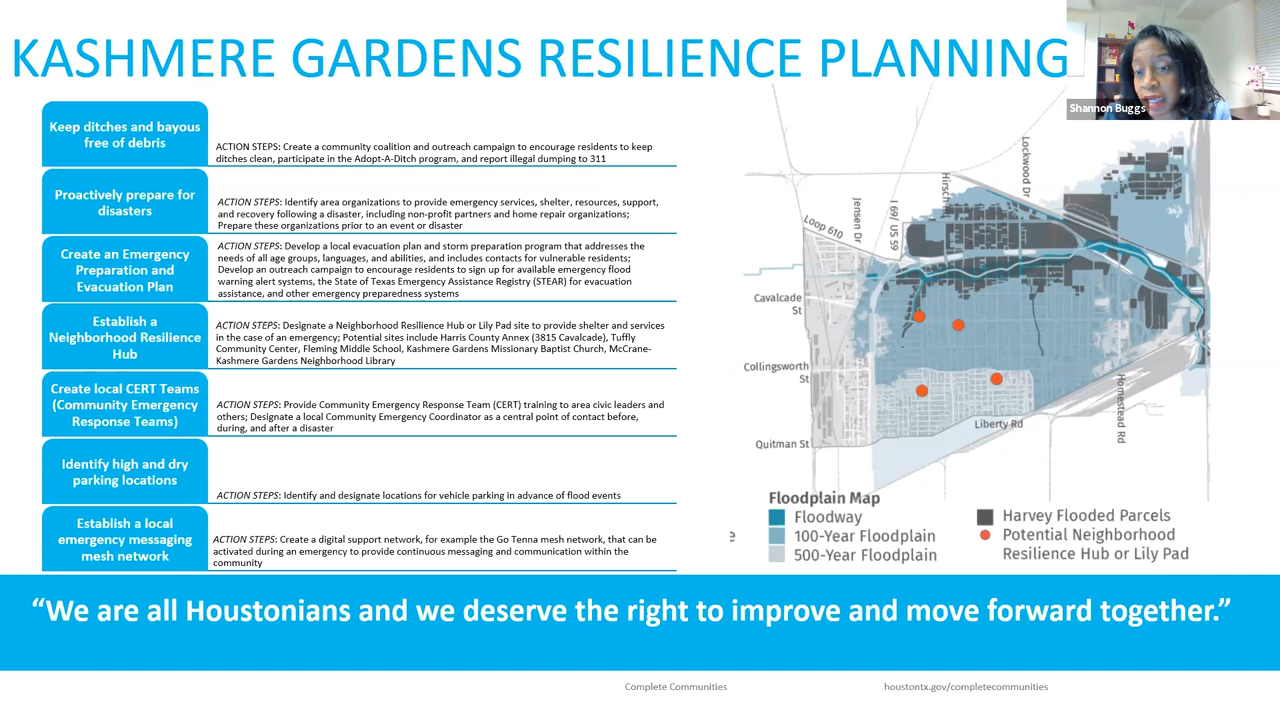 KASHMERE GARDENS RESILIENCE PLANNING
Shannon Buggs
Keep ditches and bayous
free of debris
ACTION STEPS: Create a community coalition and outreach campaign to encourage residents to keep
ditches clean, participate in the Adopt-A-Ditch program, and report illegal dumping to 311
Proactively prepare for
disasters
ACTION STEPS: Identify area organizations to provide emergency services, shelter, resources, support,
and recovery following a disaster, including non-profit partners and home repair organizations;
Prepare these organizations prior to an event or disaster
Create an Emergency
Preparation and
Evacuation Plan
ACTION STEPS: Develop a local evacuation plan and storm preparation program that addresses the
needs of all age groups, languages, and abilities, and includes contacts for vulnerable residents;
Develop an outreach campaign to encourage residents to sign up for available emergency flood
warning alert systems, the State of Texas Emergency Assistance Registry (STEAR) for evacuation
assistance, and other emergency preparedness systems
Establish a
Neighborhood Resilience
Hub
ACTION STEPS: Designate a Neighborhood Resilience Hub or Lily Pad site to provide shelter and services
in the case of an emergency; Potential sites include Harris County Annex (3815 Cavalcade), Tuffly
Community Center, Fleming Middle School, Kashmere Gardens Missionary Baptist Church, McCrane-
Kashmere Gardens Neighborhood Library
Create local CERT Teams
(Community Emergency
Response Teams)
ACTION STEPS: Provide Community Emergency Response Team (CERT) training to area civic leaders and
others; Designate a local Community Emergency Coordinator as a central point of contact before,
during, and after a disaster
Identify high and dry
parking locations
ACTION STEPS: Identify and designate locations for vehicle parking in advance of flood events
Establish a local
emergency messaging
mesh network
ACTION STEPS: Create a digital support network, for example the Go Tenna mesh network, that can be
activated during an emergency to provide continuous messaging and communication within the
community
Loop 610
Jensen Dr
I 69/ US 59
Lockwood Dr
Cavalcade
St
Collingsworth
St
Quitman St
Liberty Rd
Homestead Rd
Floodplain Map
Floodway
100-Year Floodplain
500-Year Floodplain
Harvey Flooded Parcels
Potential Neighborhood
Resilience Hub or Lily Pad
e
“We are all Houstonians and we deserve the right to improve and move forward together.”
Complete Communities
houstontx.gov/completecommunities